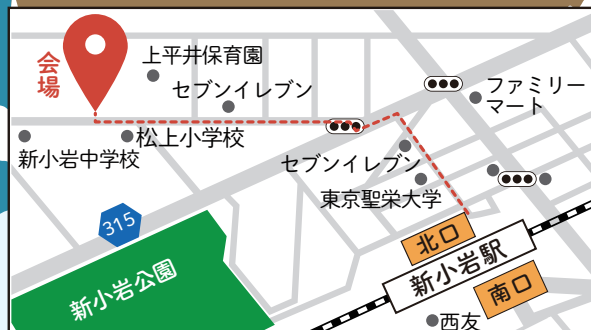 会場
上平井保育園
セブンイレブン
ファミリー
マート
松上小学校
新小岩中学校
セブンイレブン
東京聖栄大学
315
北口
新小岩駅
新小岩公園
南口
西友